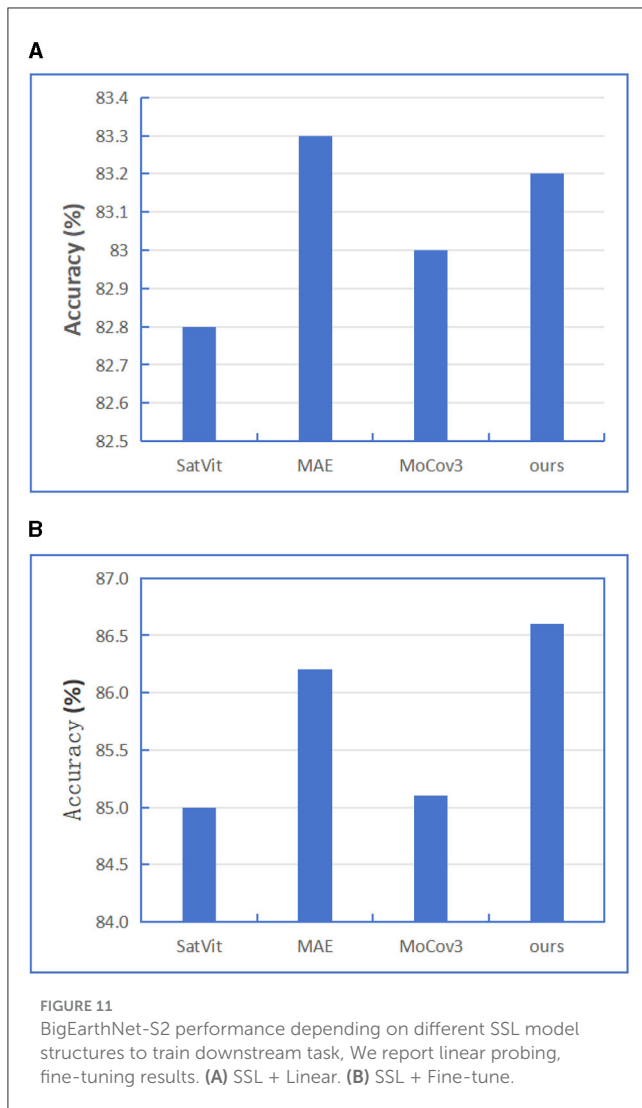 A
83.4
83.3
83.2
83.1
83
82.9
82.8
82.7
82.6
82.5
Accuracy (%)
SatVit MAE MoCov3 ours
B
87.0
86.5
86.0
85.5
85.0
84.5
84.0
Accuracy (%)
SatVit MAE MoCov3 ours
FIGURE 11
BigEarthNet-S2 performance depending on different SSL model
structures to train downstream task, We report linear probing,
fine-tuning results. (A) SSL + Linear. (B) SSL + Fine-tune.